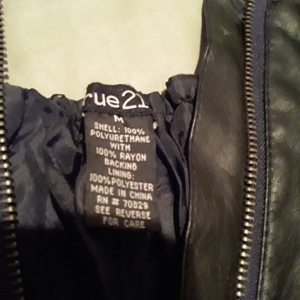 rue21
M
SHELL: 100%
POLYURETHANE
WITH
100% RAYON
BACKING
LINING:
100%POLYESTER
MADE IN CHINA
RN # 70829
SEE REVERSE
FOR CARE